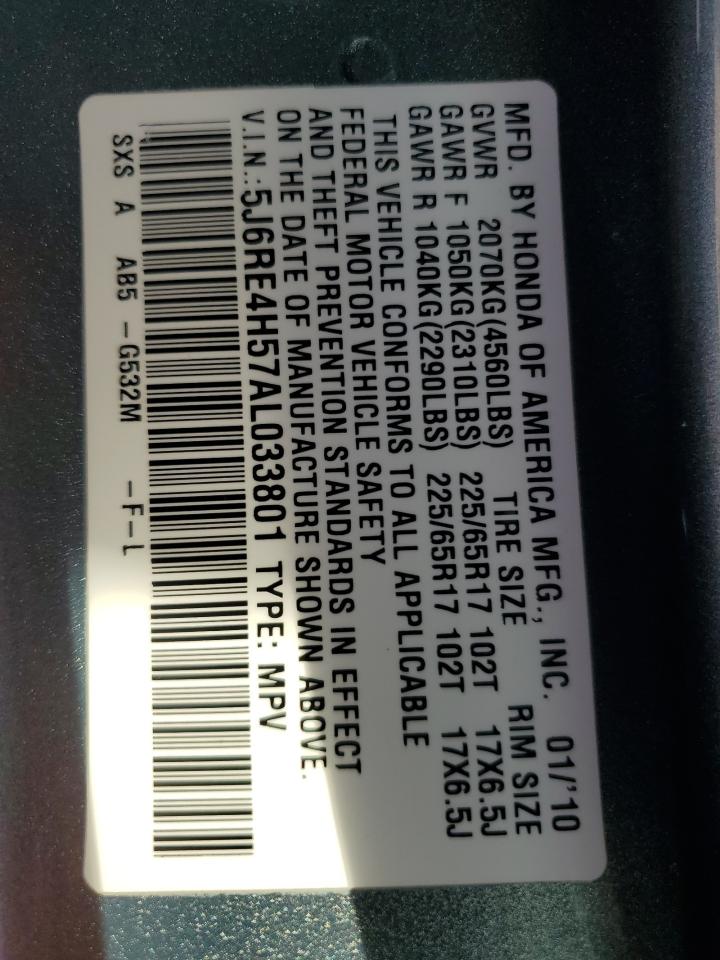 MFD. BY HONDA OF AMERICA MFG., INC. 01/'10
GVWR 2070KG(4560LBS) TIRE SIZE RIM SIZE
GAWR F 1050KG(2310LBS) 225/65R17 102T 17X6.5J
GAWR R 1040KG(2290LBS) 225/65R17 102T 17X6.5J
THIS VEHICLE CONFORMS TO ALL APPLICABLE
FEDERAL MOTOR VEHICLE SAFETY
AND THEFT PREVENTION STANDARDS IN EFFECT
ON THE DATE OF MANUFACTURE SHOWN ABOVE.
V.I.N.:5J6RE4H57AL033801 TYPE: MPV
SXS A AB5 -G532M -F-L